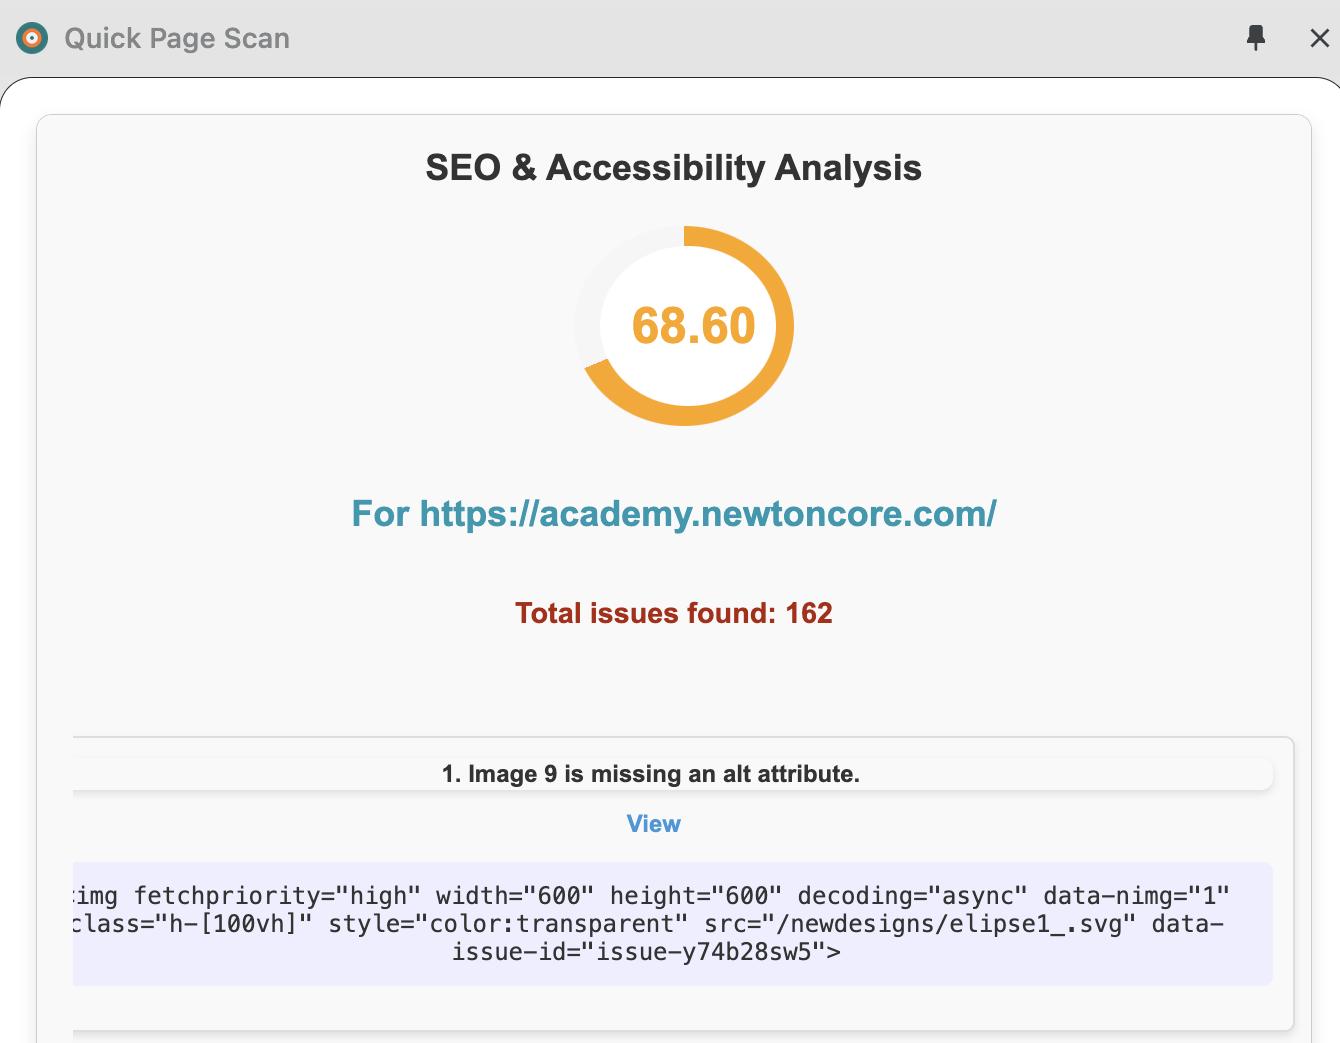 Quick Page Scan
SEO & Accessibility Analysis
68.60
For https://academy.newtoncore.com/
Total issues found: 162
1. Image 9 is missing an alt attribute.
View
img fetchpriority="high" width="600" height="600" decoding="async" data-nimg="1"
class="h-[100vh]" style="color:transparent" src="/newdesigns/elipse1_.svg" data-
issue-id="issue-y74b28sw5">